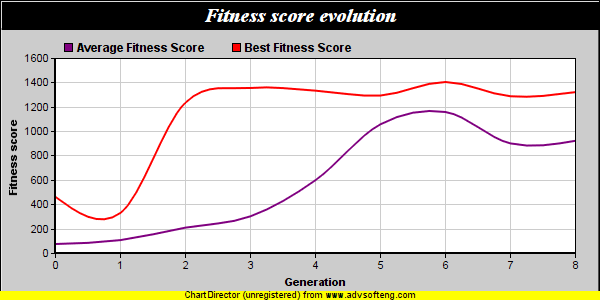 Fitness score evolution
Average Fitness Score Best Fitness Score
1600
1400
1200
1000
800
600
400
200
0
Fitness score
0 1 2 3 4 5 6 7 8
Generation
ChartDirector (unregistered) from www.advsofteng.com